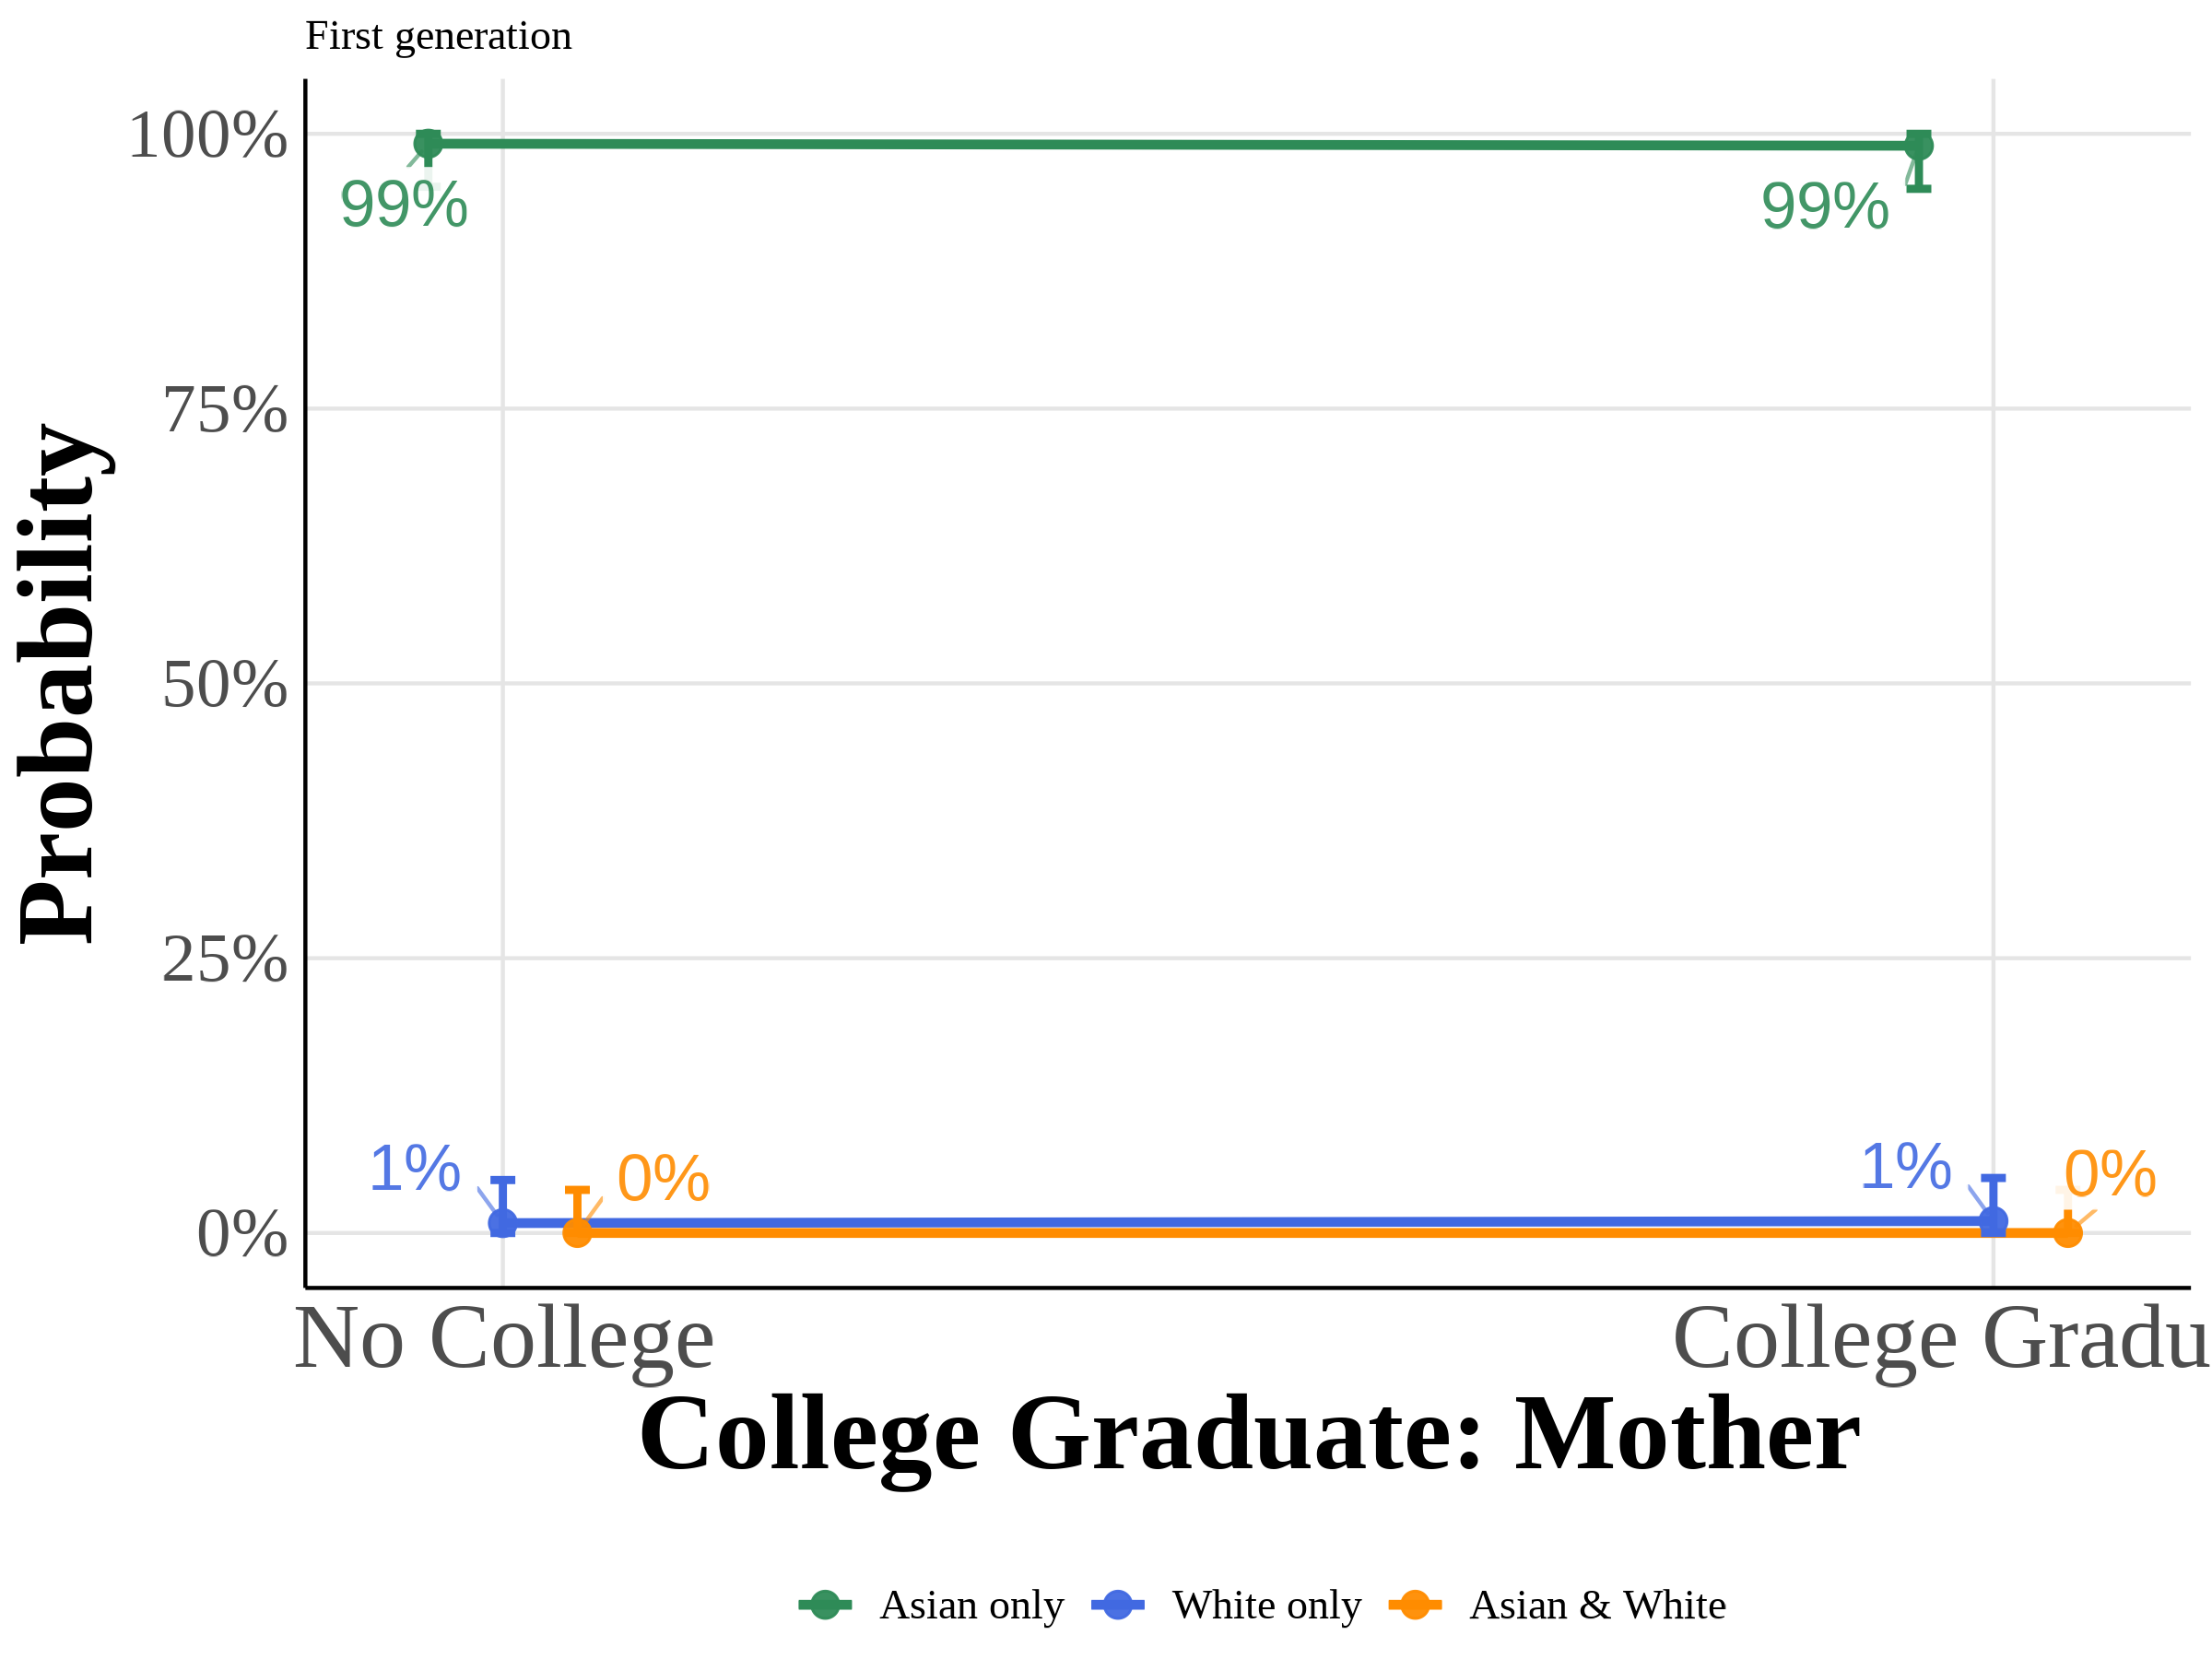 First generation
100%
75%
50%
25%
0%
Probability
99%
99%
1%
0%
1%
0%
No College
College Gradu
College Graduate: Mother
Asian only
White only
Asian & White